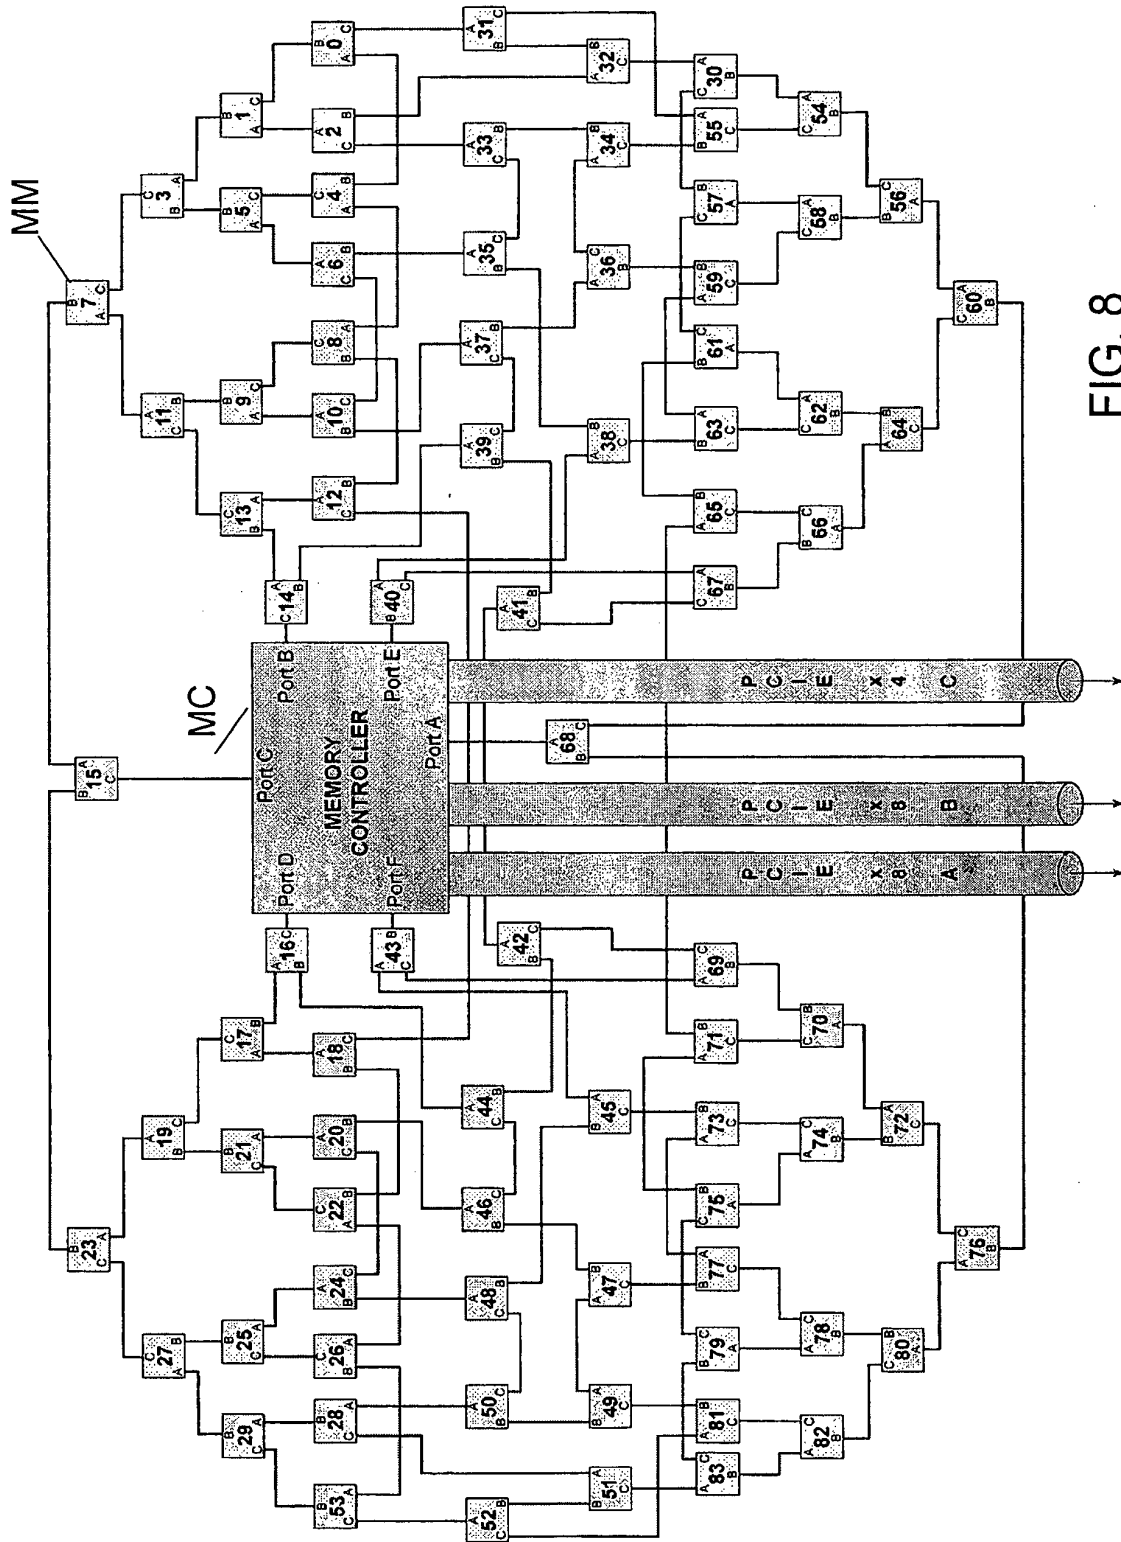 MM
B
7
A C
B A
15
C
B
23
C A
C
3
B A
A
11
C B
A
19
B C
C
27
A B
B
1
A C
B
5
A C
B
9
A C
C
13
B A
C
17
A B
B
21
C A
B
25
C A
B
29
C A
B
0
A C
A
2
C B
C
4
A B
A
6
C B
C
8
B A
A
10
C B
A
12
C B
A
18
B C
A
20
C B
C
22
A B
A
24
B C
C
26
B A
B
28
C A
B
53
C A
C 14 A B
A 16 C B
MC
MEMORY
CONTROLLER
Port C
Port B
Port D
Port E
Port F
Port A
B 40 A C
A 43 B C
A
31
B C
A
33
B C
A
35
B C
A
37
C B
A
39
B C
A
41
C B
A
42
B C
A
44
C B
A
46
B C
A
48
C B
A
50
B C
A
52
C B
A B
32
C
A B
34
C
A C
36
B
A B
38
C
A
68
B C
B A
45
C
A B
47
C
B A
49
C
B A
51
C
C A
30
B
B A
55
C
C B
57
A
A B
59
C
B C
61
A
C A
63
B
A B
65
C
C A
67
B
A C
69
B
A B
71
C
A B
73
C
C B
75
A
B A
77
C
B C
79
A
A B
81
C
A C
83
B
PCIE x4 C
PCIE x8 B
PCIE x8 A
C A
54
B
C A
58
B
C A
62
B
B C
66
A
C B
70
A
A C
74
B
A C
78
B
A C
82
B
B C
56
A
A B
64
C
B A
72
C
C B
80
A
C A
60
B
A C
76
B
FIG. 8